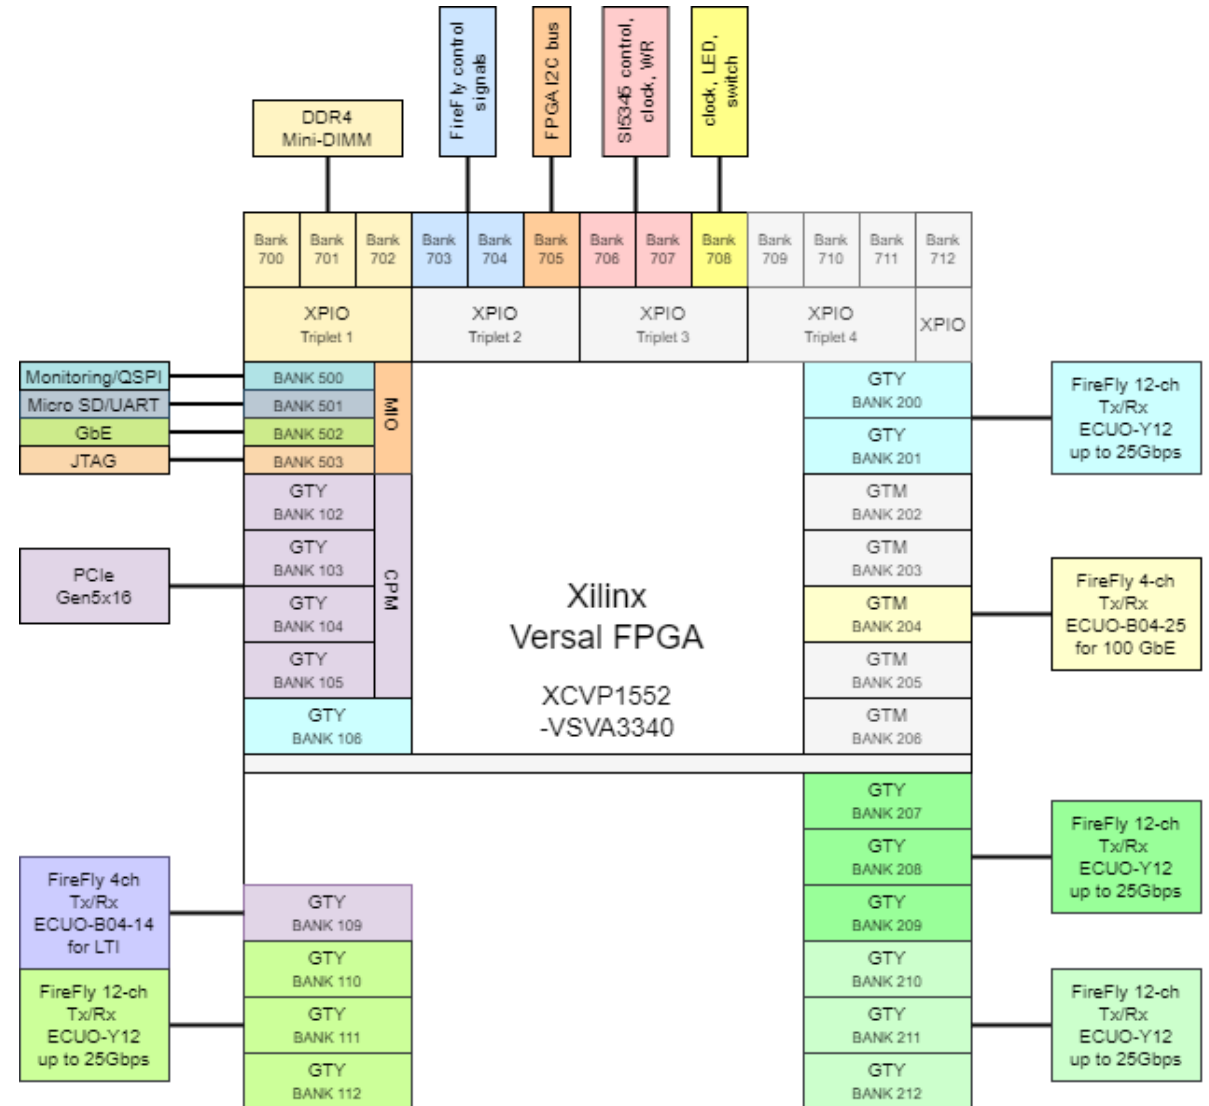 FireFly control
signals
FPGA I2C bus
SI5345 control,
clock, WR
clock, LED,
switch
DDR4
Mini-DIMM
Bank
700
Bank
701
Bank
702
Bank
703
Bank
704
Bank
705
Bank
706
Bank
707
Bank
708
Bank
709
Bank
710
Bank
711
Bank
712
XPIO
Triplet 1
XPIO
Triplet 2
XPIO
Triplet 3
XPIO
Triplet 4
XPIO
Monitoring/QSPI
Micro SD/UART
GbE
JTAG
BANK 500
BANK 501
BANK 502
BANK 503
MIO
GTY
BANK 102
GTY
BANK 103
GTY
BANK 104
GTY
BANK 105
CPM
GTY
BANK 106
PCIe
Gen5x16
Xilinx
Versal FPGA
XCVP1552
-VSVA3340
GTY
BANK 200
GTY
BANK 201
GTM
BANK 202
GTM
BANK 203
GTM
BANK 204
GTM
BANK 205
GTM
BANK 206
FireFly 12-ch
Tx/Rx
ECUO-Y12
up to 25Gbps
FireFly 4-ch
Tx/Rx
ECUO-B04-25
for 100 GbE
GTY
BANK 207
GTY
BANK 208
GTY
BANK 209
GTY
BANK 210
GTY
BANK 211
GTY
BANK 212
FireFly 12-ch
Tx/Rx
ECUO-Y12
up to 25Gbps
FireFly 12-ch
Tx/Rx
ECUO-Y12
up to 25Gbps
FireFly 4ch
Tx/Rx
ECUO-B04-14
for LTI
FireFly 12-ch
Tx/Rx
ECUO-Y12
up to 25Gbps
GTY
BANK 109
GTY
BANK 110
GTY
BANK 111
GTY
BANK 112